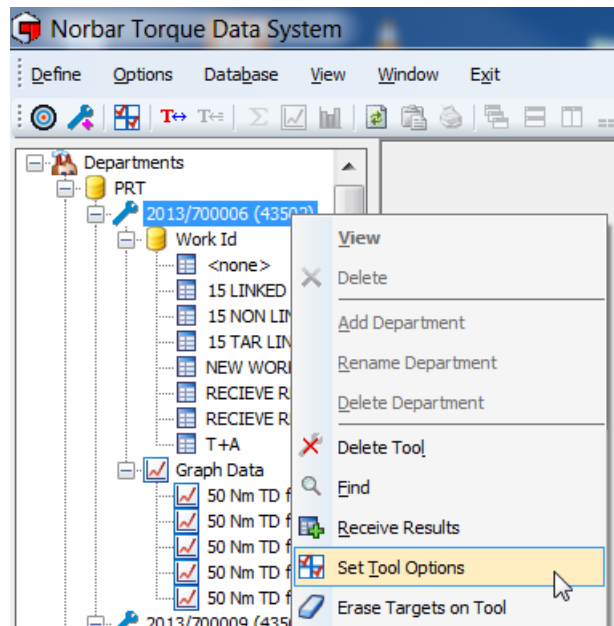 Norbar Torque Data System
Define Options Database View Window Exit
Departments
PRT
2013/700006 (43502)
Work Id
<none>
15 LINKED
15 NON LIN
15 TAR LIN
NEW WORK
RECIEVE R
RECIEVE R
T+A
Graph Data
50 Nm TD f
50 Nm TD f
50 Nm TD f
50 Nm TD f
50 Nm TD f
2013/700009 (435
View
Delete
Add Department
Rename Department
Delete Department
Delete Tool
Find
Receive Results
Set Tool Options
Erase Targets on Tool